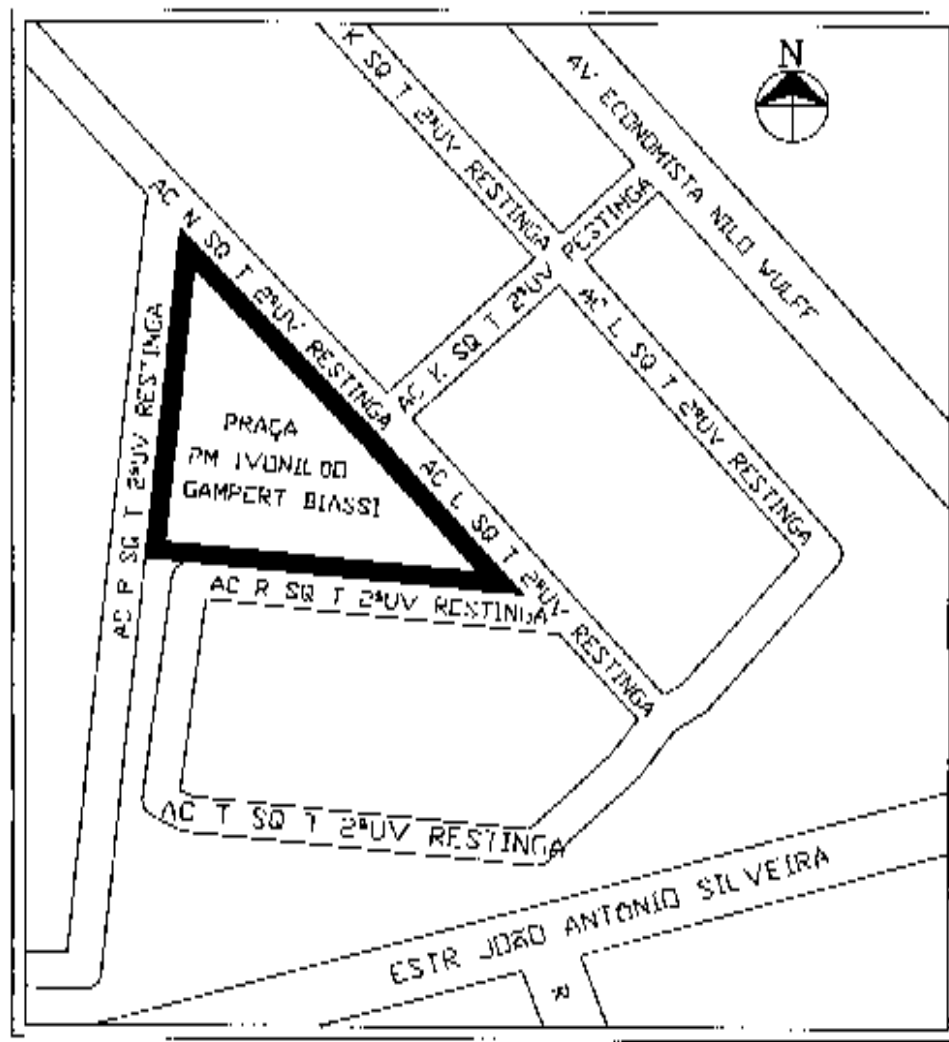 N
K SQ T 2ªUV RESTINGA
AV ECONOMISTA NILO WULFF
AC N SQ T 2ªUV RESTINGA
AC K SQ T 2ªUV RESTINGA
AC L SQ T 2ªUV RESTINGA
AC P SQ T 2ªUV RESTINGA
PRAÇA
PM IVONILDO
GAMPERT BIASSI
AC L SQ T 2ªUV RESTINGA
AC R SQ T 2ªUV RESTINGA
AC T SQ T 2ªUV RESTINGA
ESTR JOÃO ANTONIO SILVEIRA